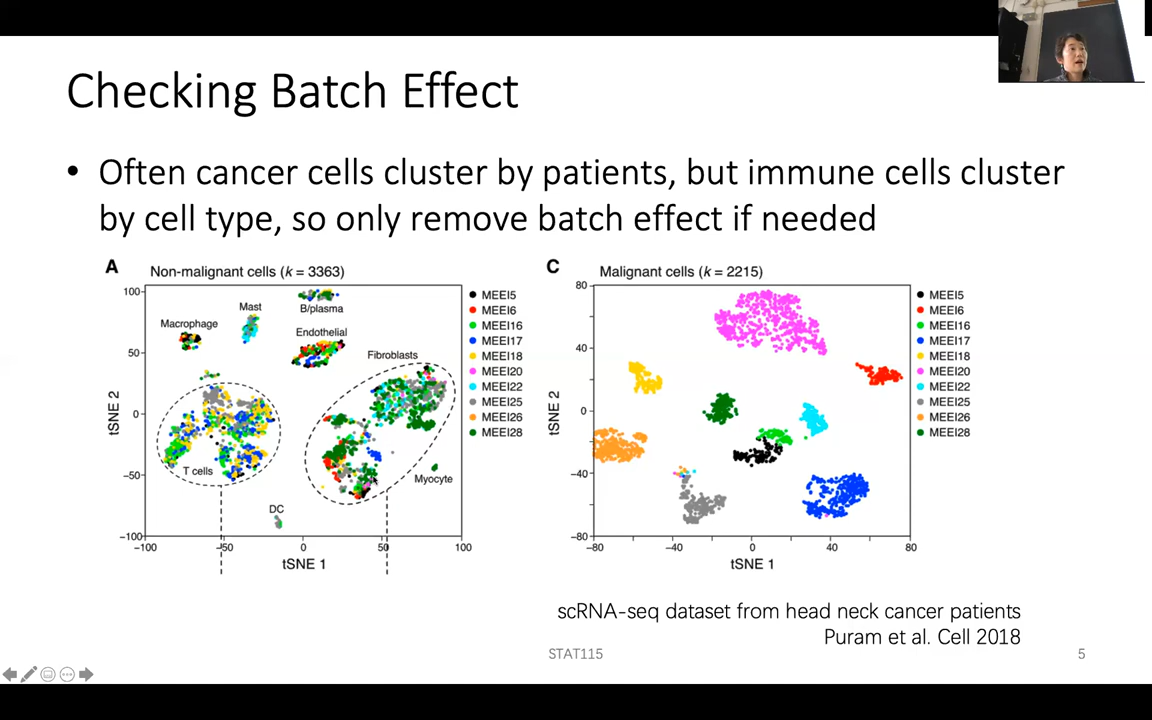 Checking Batch Effect
• Often cancer cells cluster by patients, but immune cells cluster
by cell type, so only remove batch effect if needed
A
Non-malignant cells (k = 3363)
100
50
0
−50
−100
tSNE 2
Macrophage
Mast
B/plasma
Endothelial
Fibroblasts
T cells
Myocyte
DC
−100
−50
0
50
100
tSNE 1
MEEI5
MEEI6
MEEI16
MEEI17
MEEI18
MEEI20
MEEI22
MEEI25
MEEI26
MEEI28
C
Malignant cells (k = 2215)
80
40
0
−40
−80
tSNE 2
−80
−40
0
40
80
tSNE 1
MEEI5
MEEI6
MEEI16
MEEI17
MEEI18
MEEI20
MEEI22
MEEI25
MEEI26
MEEI28
scRNA-seq dataset from head neck cancer patients
Puram et al. Cell 2018
STAT115
5